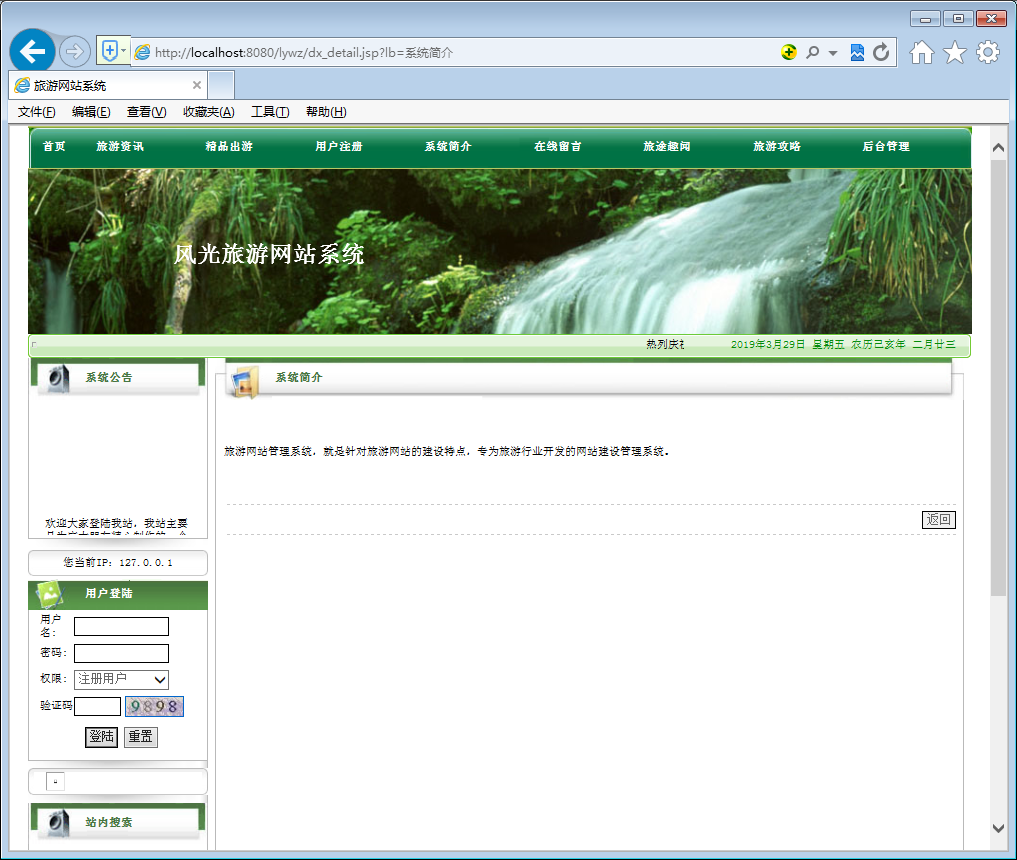 http://localhost:8080/lywz/dx_detail.jsp?lb=系统简介
旅游网站系统
文件(F) 编辑(E) 查看(V) 收藏夹(A) 工具(T) 帮助(H)
首页 旅游资讯 精品出游 用户注册 系统简介 在线留言 旅途趣闻 旅游攻略 后台管理
风光旅游网站系统
热烈庆 2019年3月29日 星期五 农历己亥年 二月廿三
系统公告
系统简介
旅游网站管理系统，就是针对旅游网站的建设特点，专为旅游行业开发的网站建设管理系统。
返回
欢迎大家登陆我站，我站主要
您当前IP：127.0.0.1
用户登陆
用户名：
密码：
权限： 注册用户
验证码 9898
登陆 重置
站内搜索